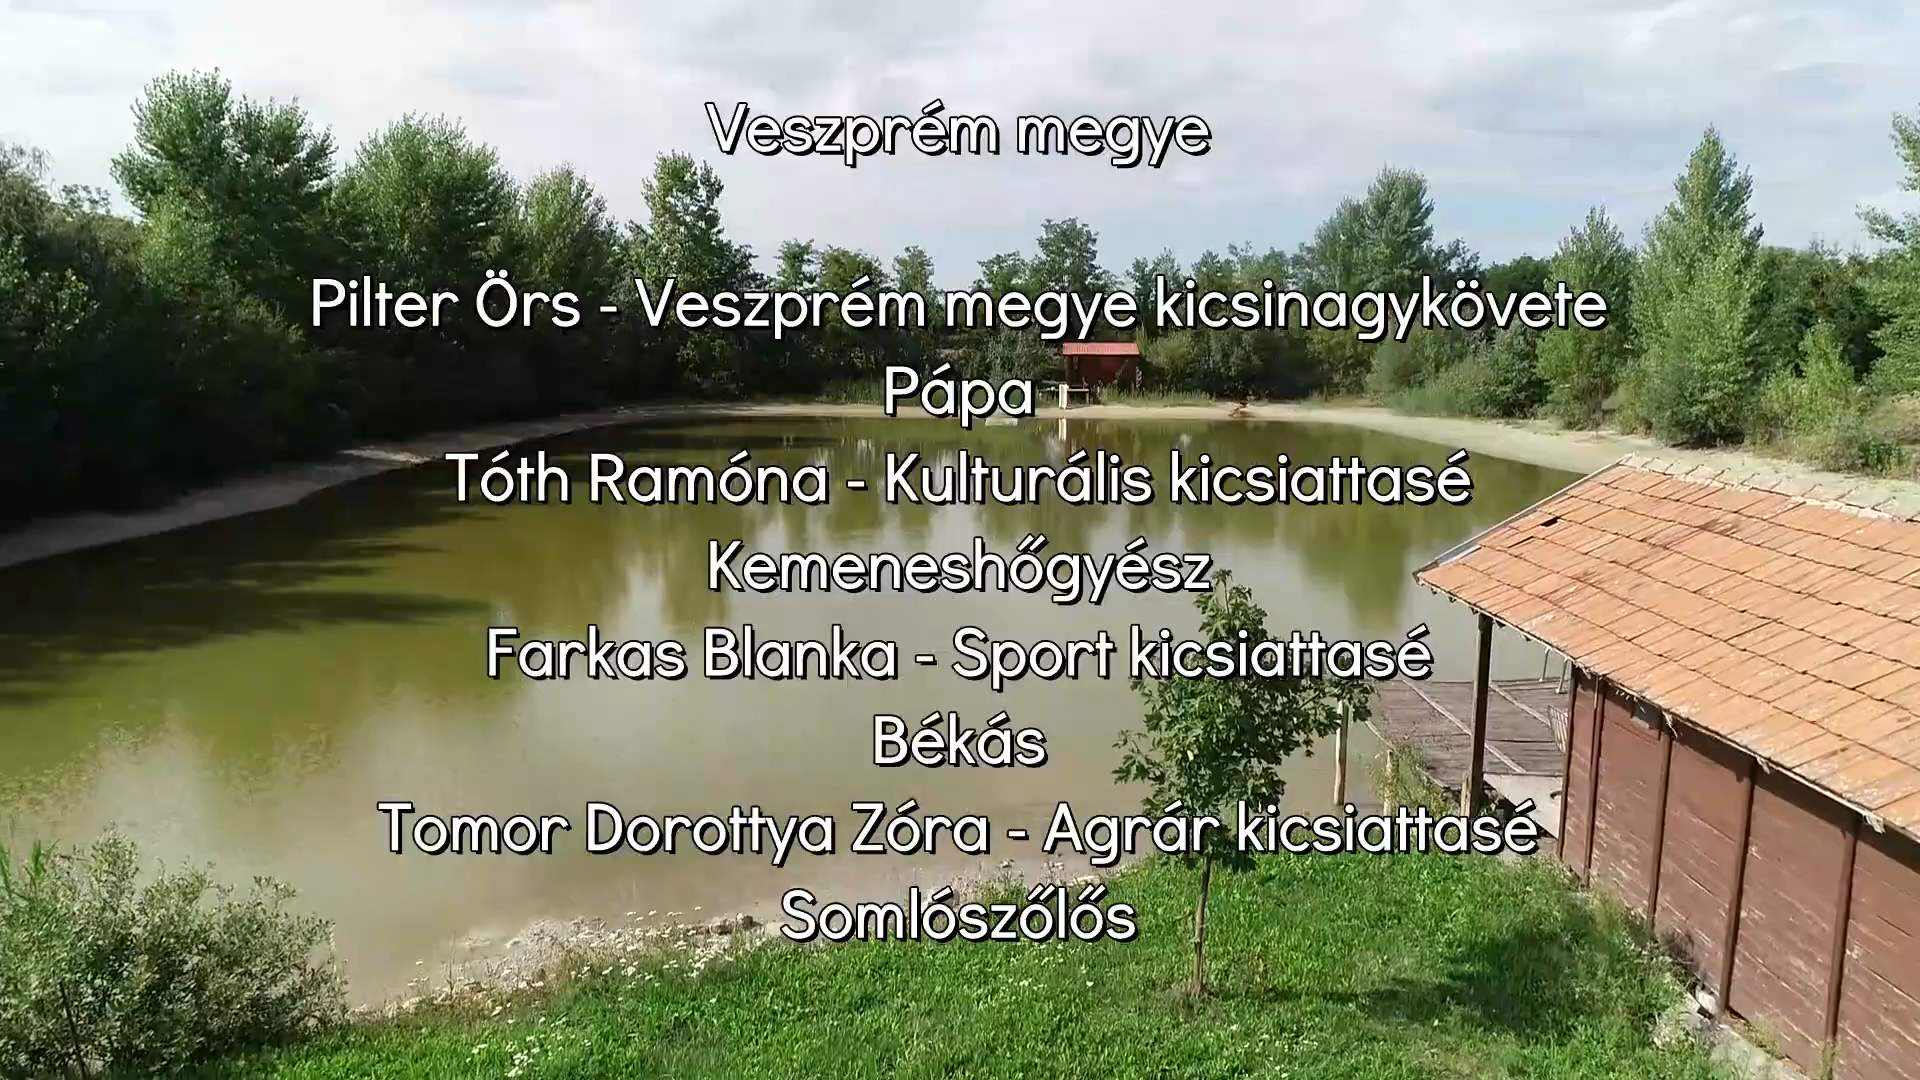 Veszprém megye
Pilter Örs - Veszprém megye kicsinagykövete
Pápa
Tóth Ramóna - Kulturális kicsiattasé
Kemeneshőgyész
Farkas Blanka - Sport kicsiattasé
Békás
Tomor Dorottya Zóra - Agrár kicsiattasé
Somlószőlős